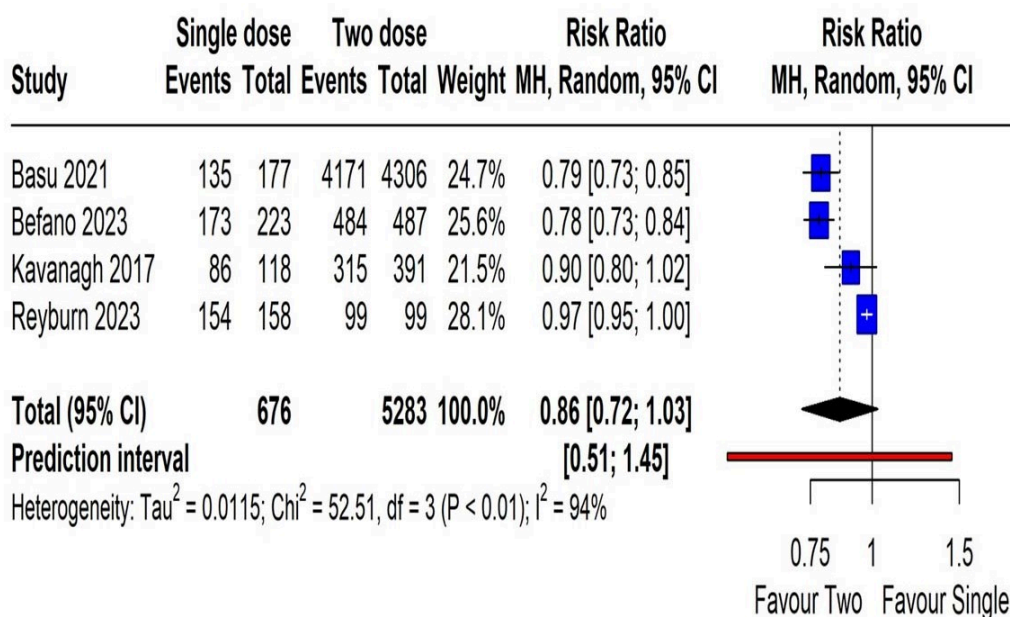 Single dose Two dose Risk Ratio Risk Ratio
Study Events Total Events Total Weight MH, Random, 95% CI MH, Random, 95% CI
Basu 2021 135 177 4171 4306 24.7% 0.79 [0.73; 0.85]
Befano 2023 173 223 484 487 25.6% 0.78 [0.73; 0.84]
Kavanagh 2017 86 118 315 391 21.5% 0.90 [0.80; 1.02]
Reyburn 2023 154 158 99 99 28.1% 0.97 [0.95; 1.00]
Total (95% CI) 676 5283 100.0% 0.86 [0.72; 1.03]
Prediction interval [0.51; 1.45]
Heterogeneity: Tau² = 0.0115; Chi² = 52.51, df = 3 (P < 0.01); I² = 94%
0.75 1 1.5
Favour Two Favour Single